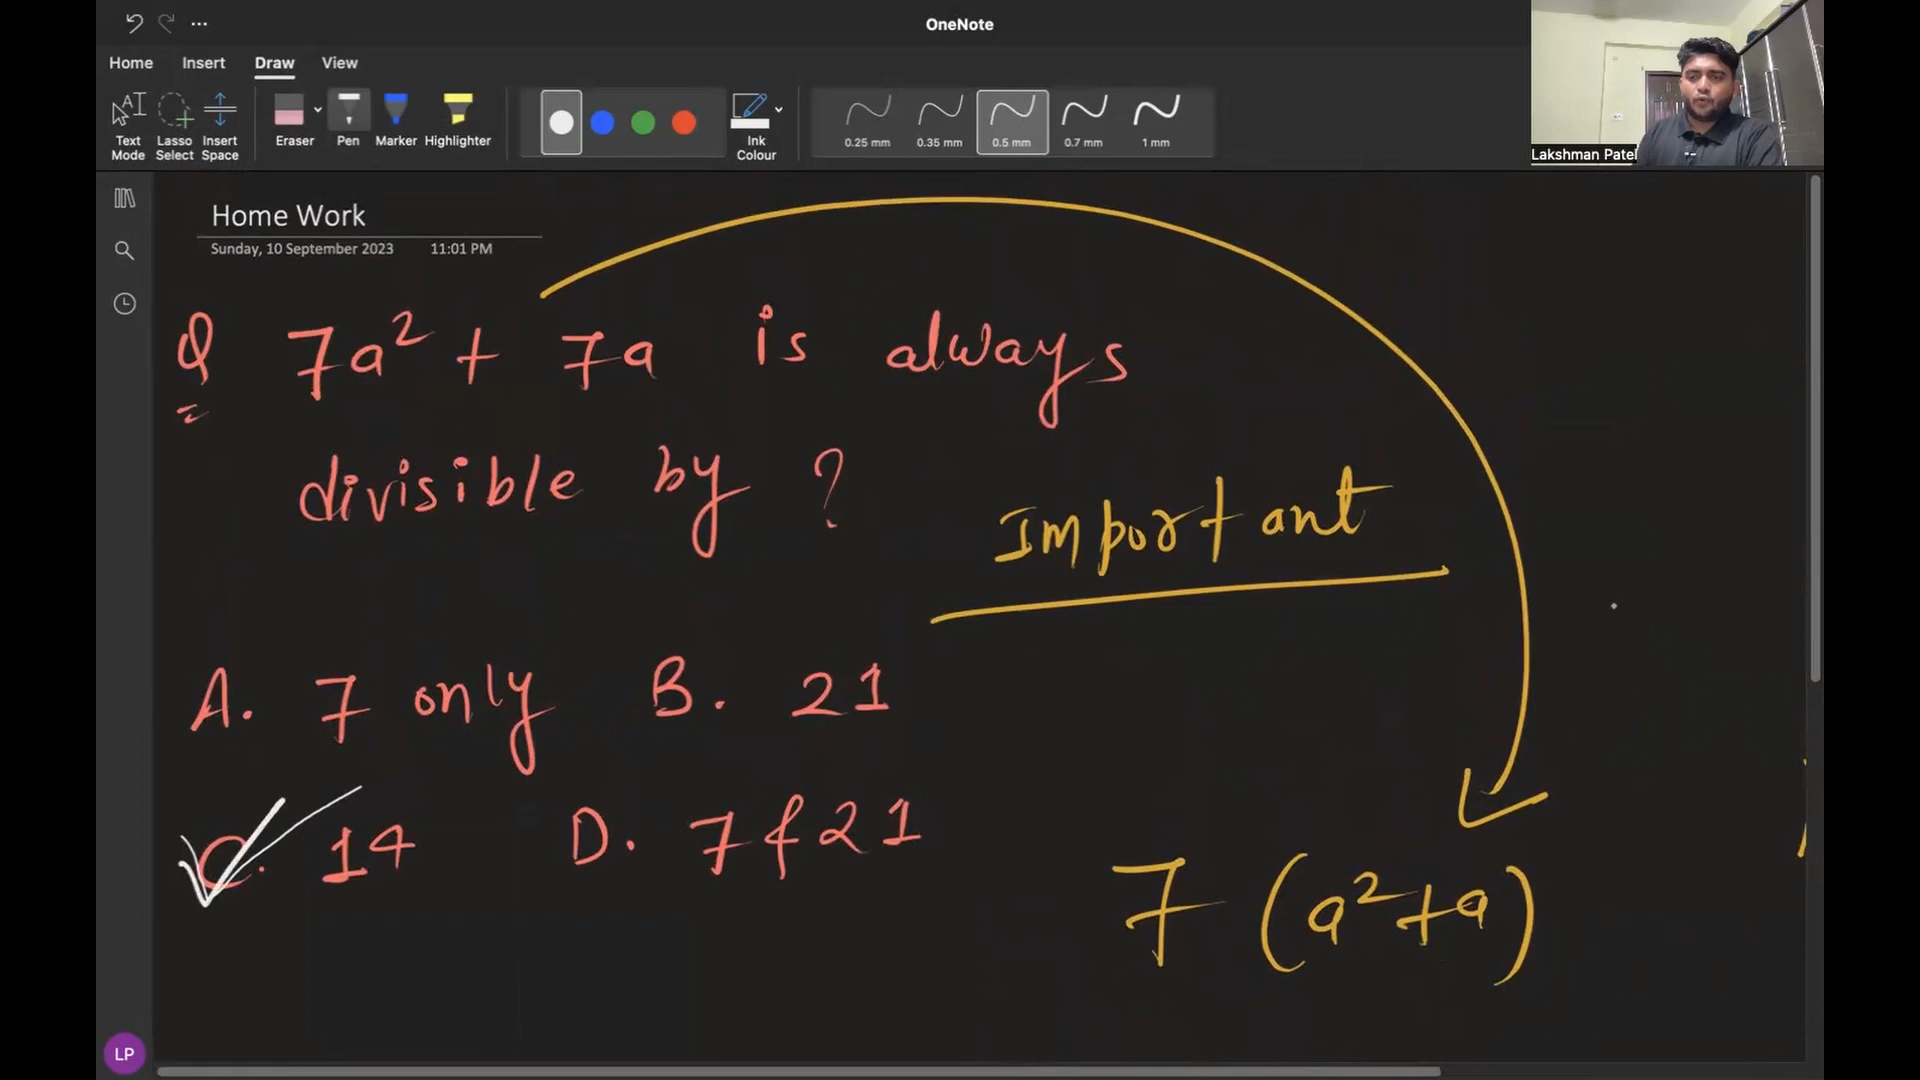 OneNote
Home Insert Draw View
Text Mode
Lasso Select
Insert Space
Eraser
Pen
Marker
Highlighter
Ink Colour
0.25 mm
0.35 mm
0.5 mm
0.7 mm
1 mm
Lakshman Patel
Home Work
Sunday, 10 September 2023 11:01 PM
Q 7a² + 7a is always
divisible by ?
Important
A. 7 only B. 21
C. 14 D. 7 & 21
7 (a²+a)
LP